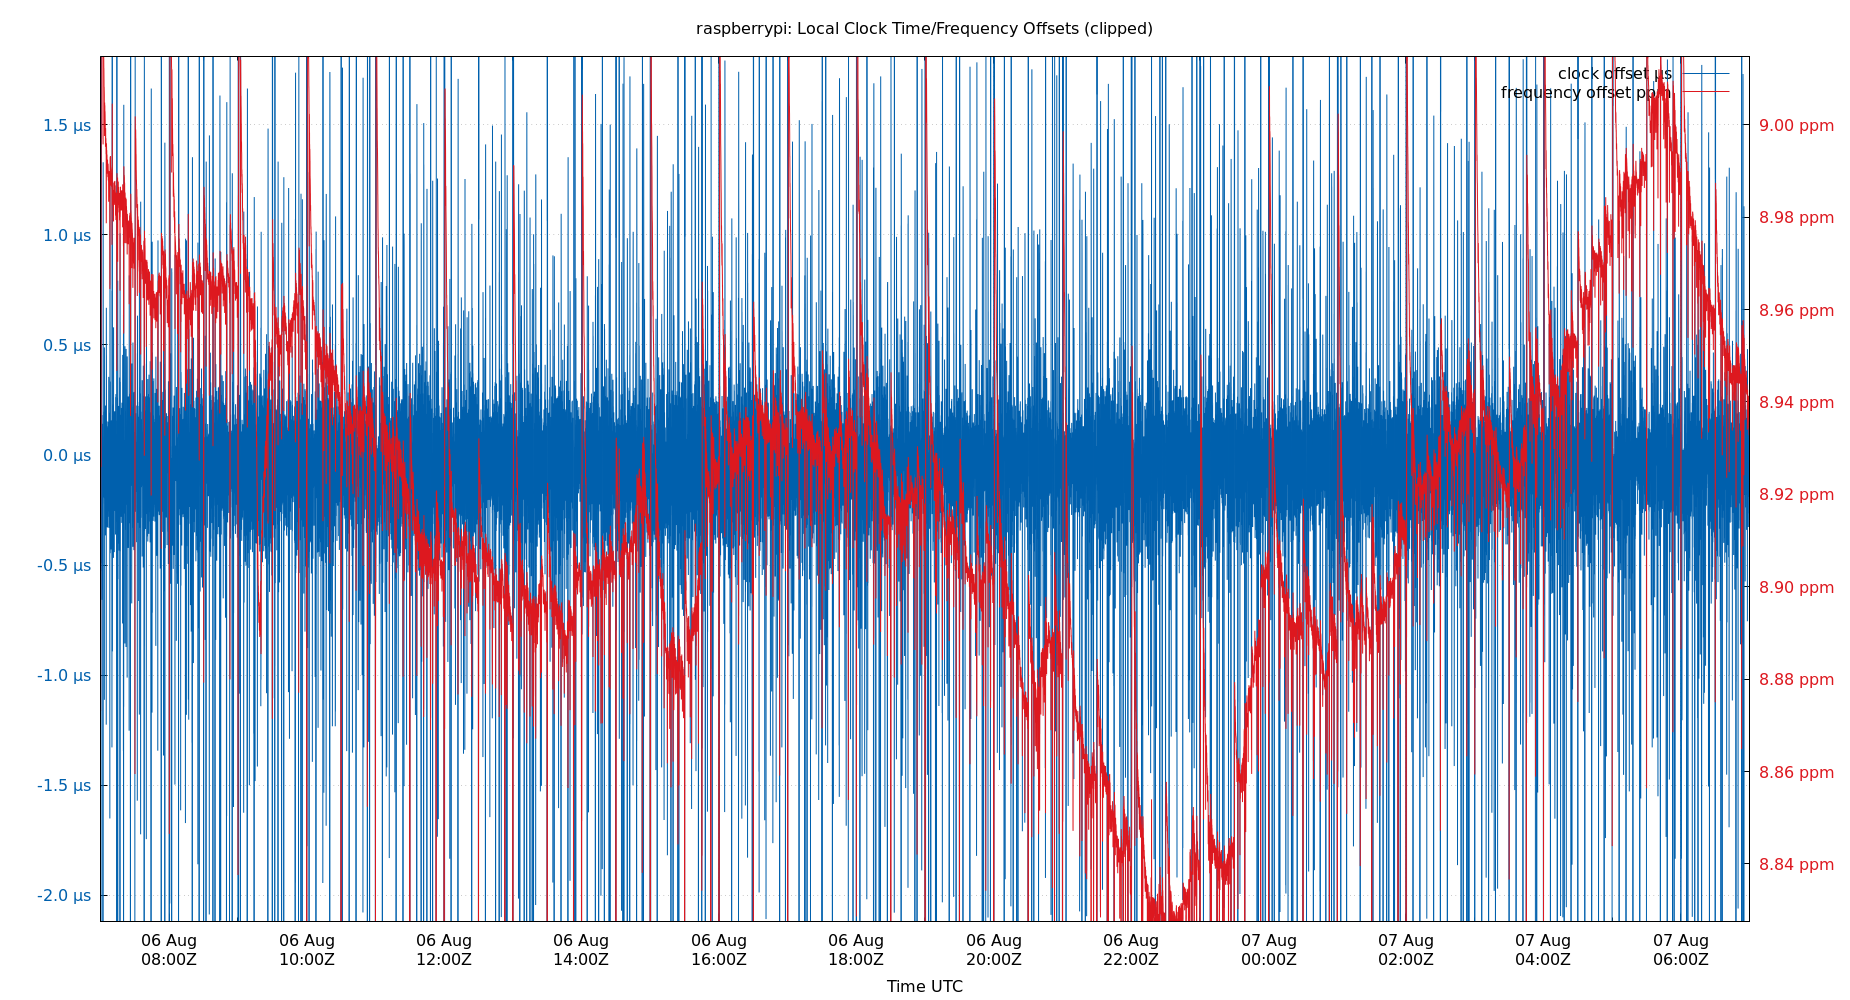 raspberrypi: Local Clock Time/Frequency Offsets (clipped)
clock offset µs
frequency offset ppm
1.5 µs
1.0 µs
0.5 µs
0.0 µs
-0.5 µs
-1.0 µs
-1.5 µs
-2.0 µs
9.00 ppm
8.98 ppm
8.96 ppm
8.94 ppm
8.92 ppm
8.90 ppm
8.88 ppm
8.86 ppm
8.84 ppm
06 Aug 06 Aug 06 Aug 06 Aug 06 Aug 06 Aug 06 Aug 06 Aug 07 Aug 07 Aug 07 Aug 07 Aug
08:00Z 10:00Z 12:00Z 14:00Z 16:00Z 18:00Z 20:00Z 22:00Z 00:00Z 02:00Z 04:00Z 06:00Z
Time UTC